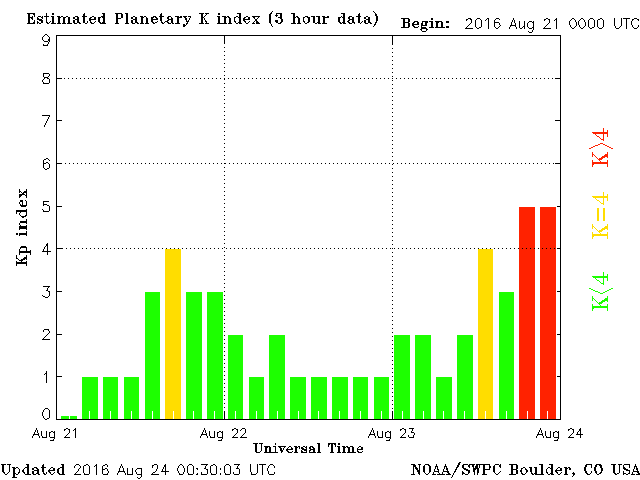 Estimated Planetary K index (3 hour data) Begin: 2016 Aug 21 0000 UTC
9
8
7
6
5
4
3
2
1
0
Kp index
K>4
K=4
K<4
Aug 21 Aug 22 Aug 23 Aug 24
Universal Time
Updated 2016 Aug 24 00:30:03 UTC NOAA/SWPC Boulder, CO USA